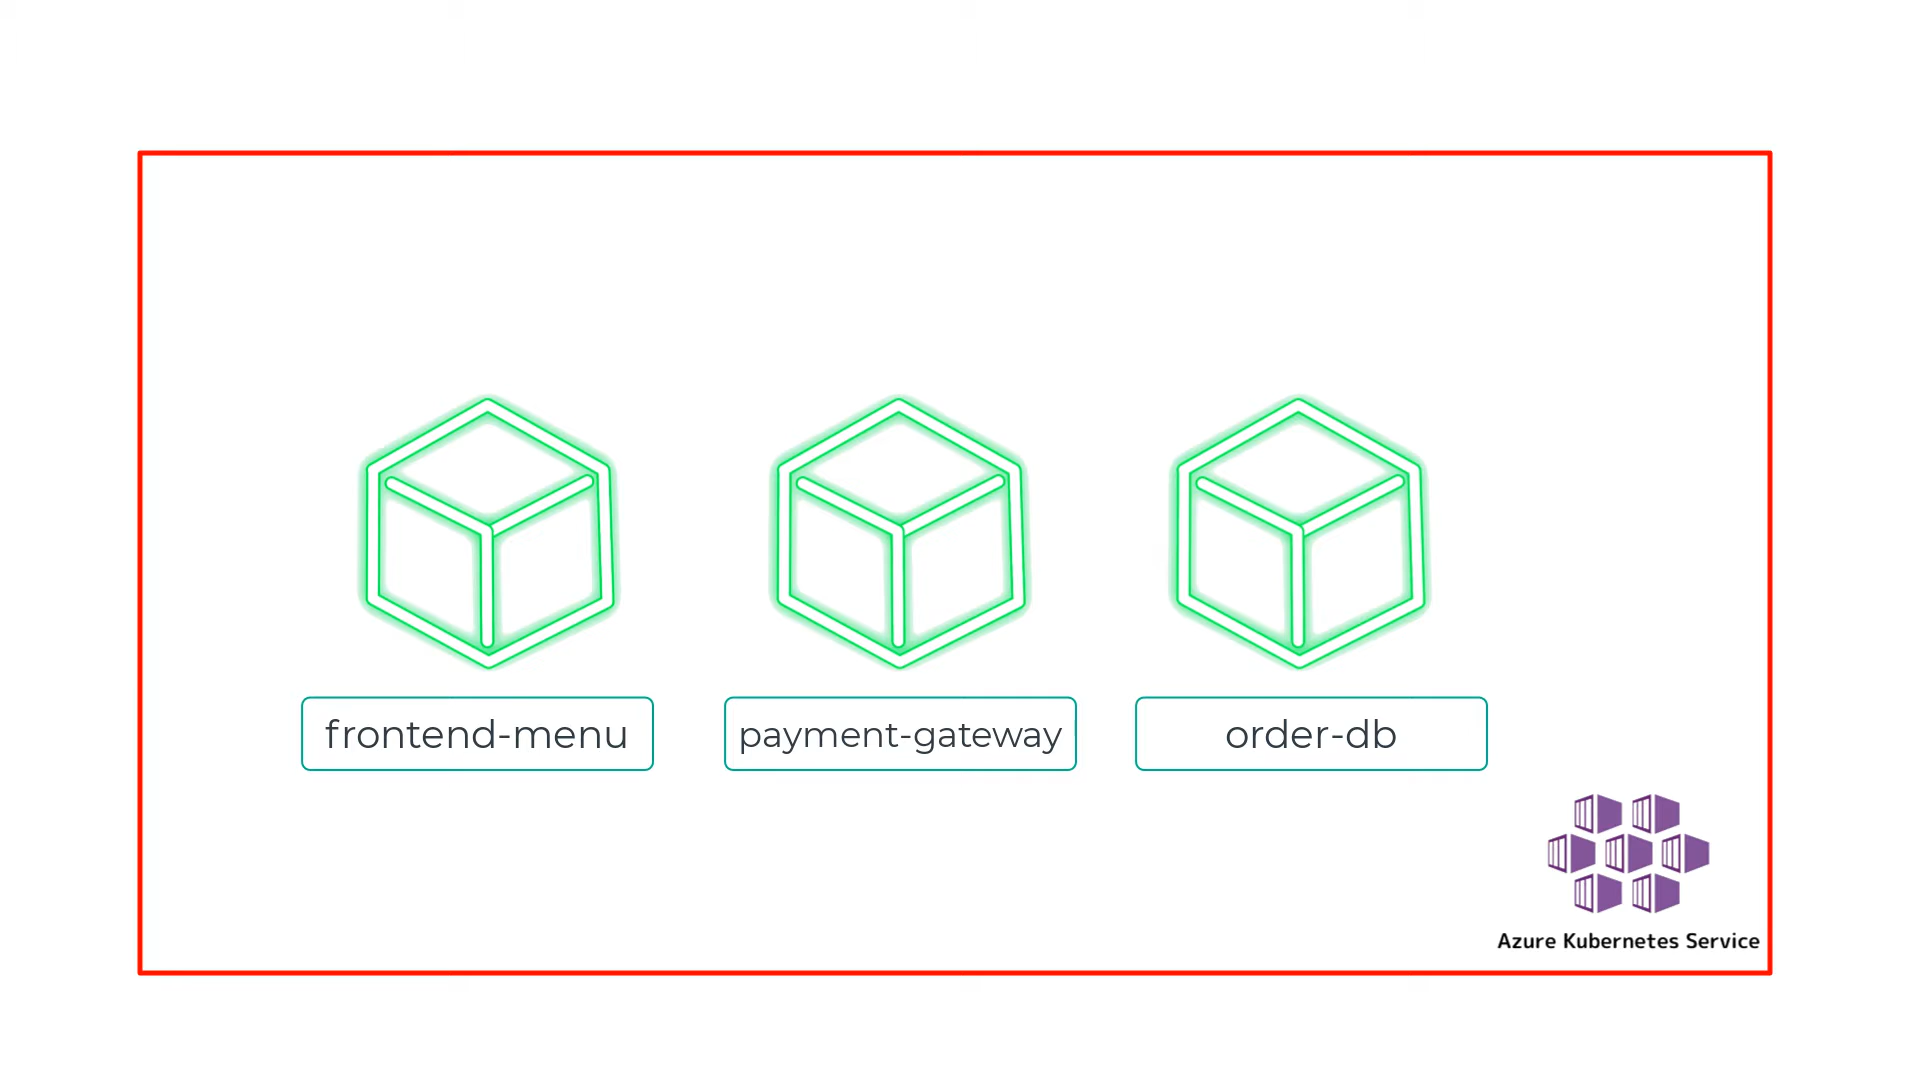 frontend-menu
payment-gateway
order-db
Azure Kubernetes Service